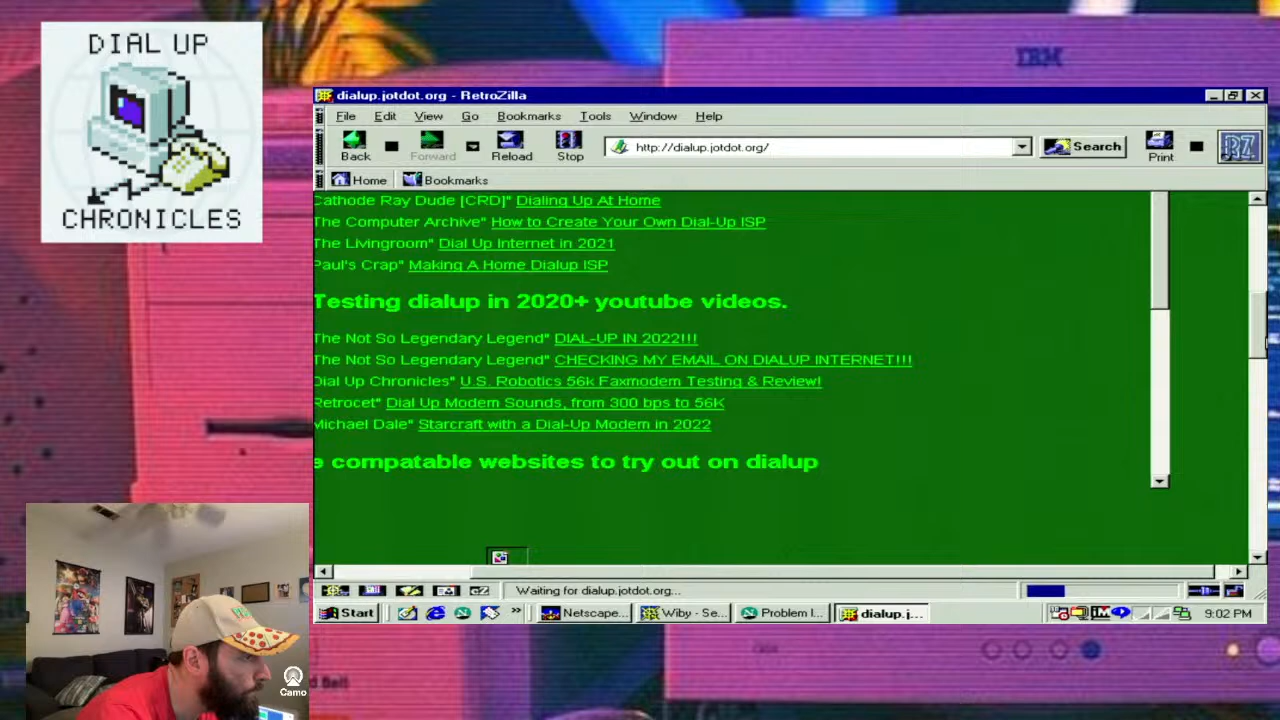 DIAL UP
CHRONICLES
IBM
dialup.jotdot.org - RetroZilla
File Edit View Go Bookmarks Tools Window Help
Back Forward Reload Stop http://dialup.jotdot.org/ Search Print RZ
Home Bookmarks
Cathode Ray Dude [CRD]" Dialing Up At Home
The Computer Archive" How to Create Your Own Dial-Up ISP
The Livingroom" Dial Up Internet in 2021
Paul's Crap" Making A Home Dialup ISP
Testing dialup in 2020+ youtube videos.
The Not So Legendary Legend" DIAL-UP IN 2022!!!
The Not So Legendary Legend" CHECKING MY EMAIL ON DIALUP INTERNET!!!
Dial Up Chronicles" U.S. Robotics 56k Faxmodem Testing & Review!
Retrocet" Dial Up Modem Sounds, from 300 bps to 56K
Michael Dale" Starcraft with a Dial-Up Modem in 2022
e compatable websites to try out on dialup
Waiting for dialup.jotdot.org...
Start Netscape... Wiby - Se... Problem l... dialup.j... 9:02 PM
Camo
d Bell